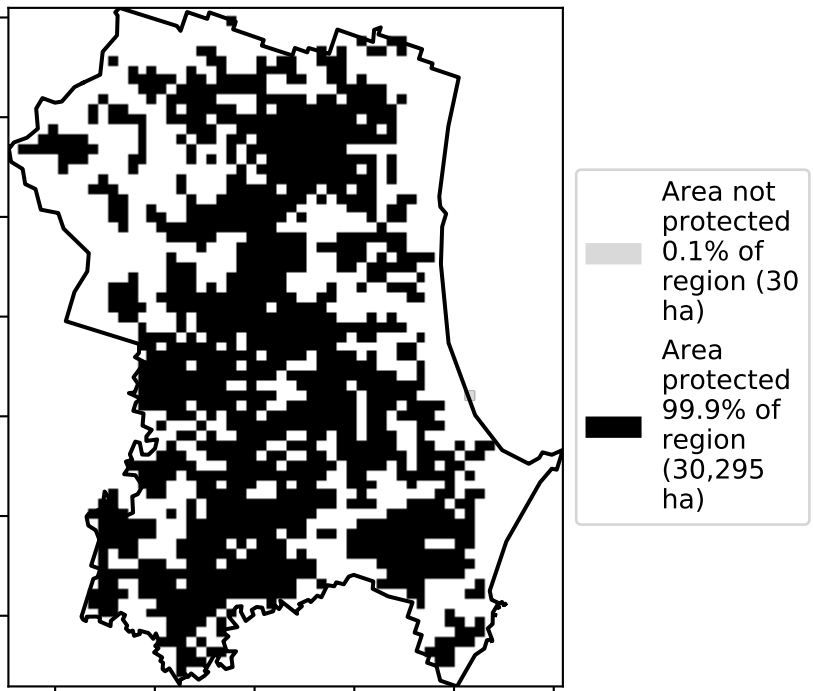 Area not
protected
0.1% of
region (30
ha)
Area
protected
99.9% of
region
(30,295
ha)